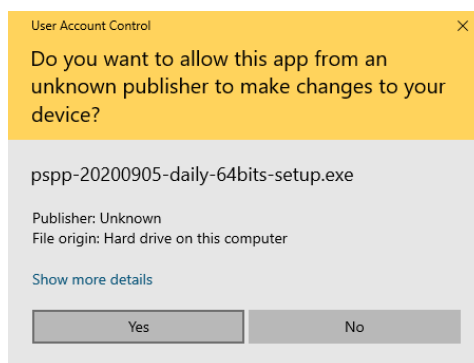 User Account Control
Do you want to allow this app from an
unknown publisher to make changes to your
device?
pspp-20200905-daily-64bits-setup.exe
Publisher: Unknown
File origin: Hard drive on this computer
Show more details
Yes
No